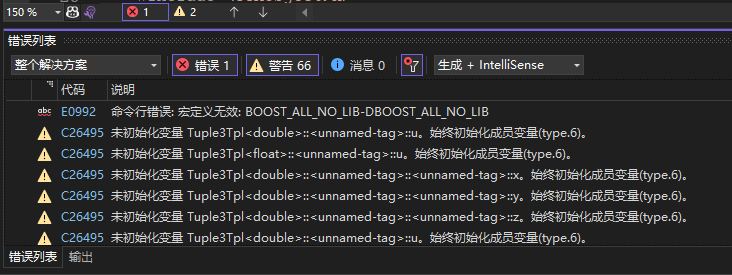 150 %
1
2
错误列表
整个解决方案
错误 1
警告 66
消息 0
生成 + IntelliSense
代码 说明
abc E0992 命令行错误: 宏定义无效: BOOST_ALL_NO_LIB-DBOOST_ALL_NO_LIB
C26495 未初始化变量 Tuple3Tpl<double>::<unnamed-tag>::u。始终初始化成员变量(type.6)。
C26495 未初始化变量 Tuple3Tpl<float>::<unnamed-tag>::u。始终初始化成员变量(type.6)。
C26495 未初始化变量 Tuple3Tpl<double>::<unnamed-tag>::<unnamed-tag>::x。始终初始化成员变量(type.6)。
C26495 未初始化变量 Tuple3Tpl<double>::<unnamed-tag>::<unnamed-tag>::y。始终初始化成员变量(type.6)。
C26495 未初始化变量 Tuple3Tpl<double>::<unnamed-tag>::<unnamed-tag>::z。始终初始化成员变量(type.6)。
C26495 未初始化变量 Tuple3Tpl<double>::<unnamed-tag>::u。始终初始化成员变量(type.6)。
错误列表 输出